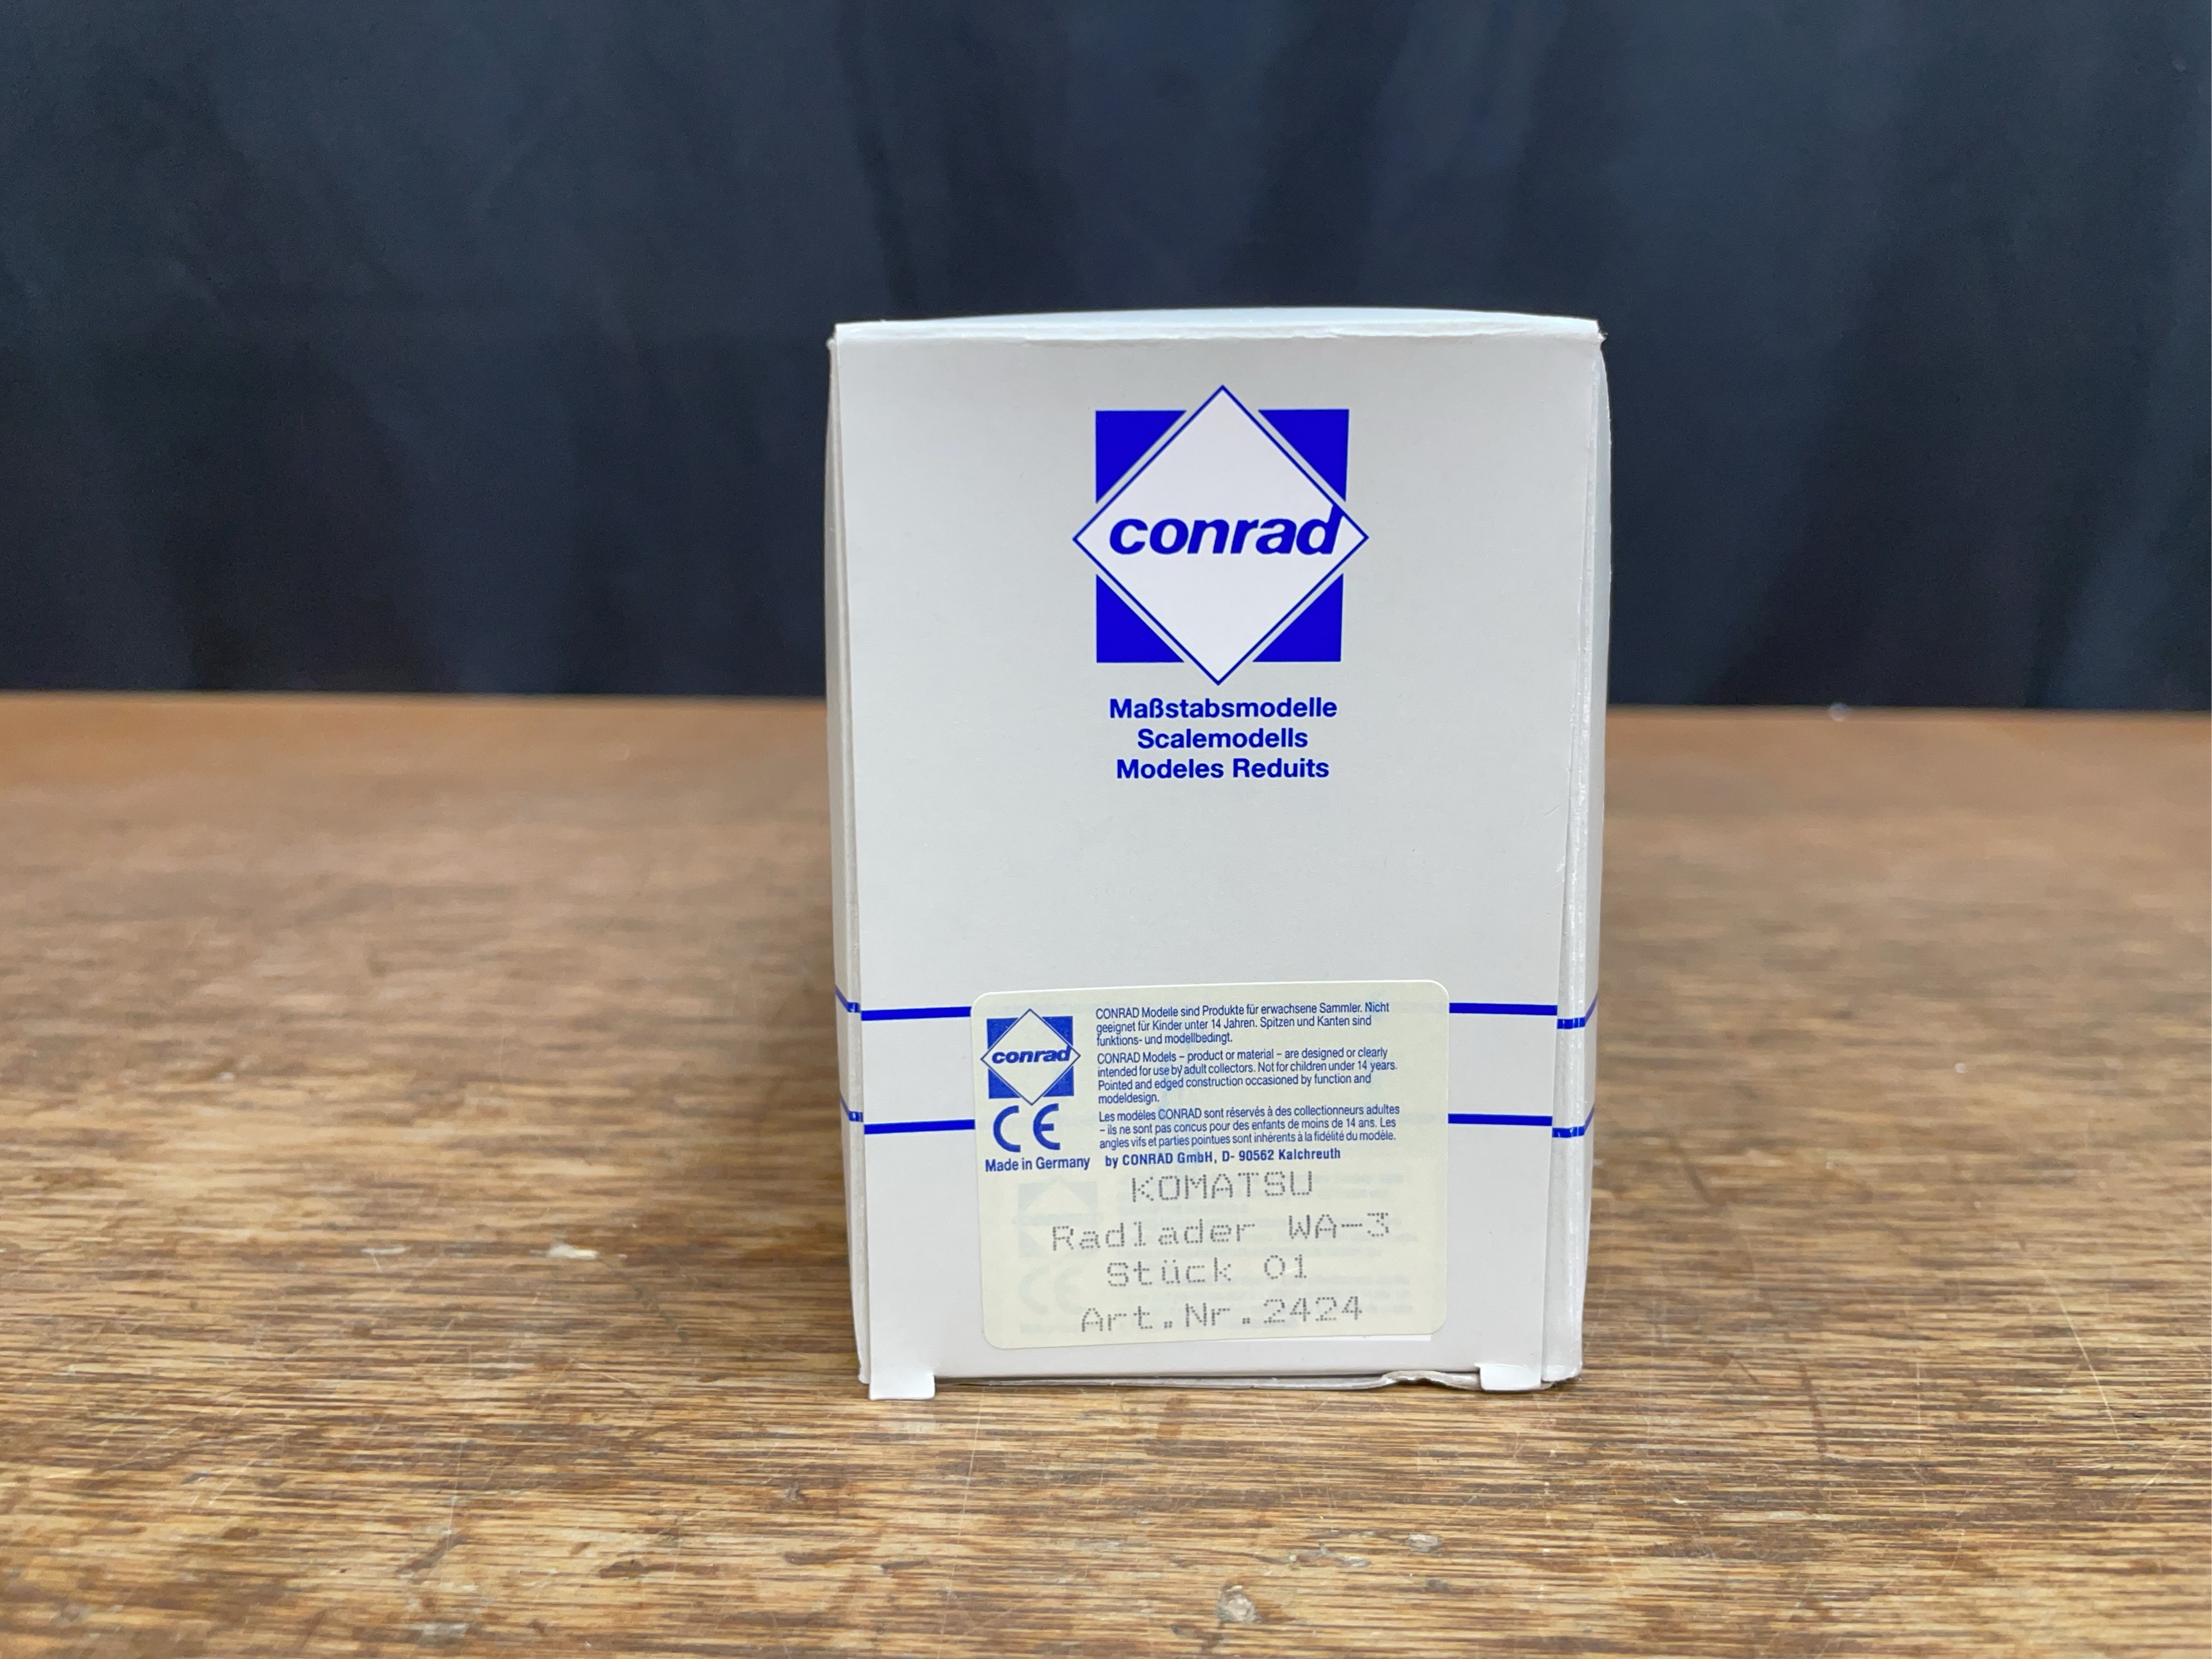 conrad
Maßstabsmodelle
Scalemodells
Modeles Reduits
conrad
CE
Made in Germany
CONRAD Modelle sind Produkte für erwachsene Sammler. Nicht
geeignet für Kinder unter 14 Jahren. Spitzen und Kanten sind
funktions- und modellbedingt.
CONRAD Models – product or material – are designed or clearly
intended for use by adult collectors. Not for children under 14 years.
Pointed and edged construction occasioned by function and
modeldesign.
Les modèles CONRAD sont réservés à des collectionneurs adultes
– ils ne sont pas concus pour des enfants de moins de 14 ans. Les
angles vifs et parties pointues sont inhérents à la fidélité du modèle.
by CONRAD GmbH, D- 90562 Kalchreuth
KOMATSU
Radlader WA-3
Stück 01
Art.Nr.2424